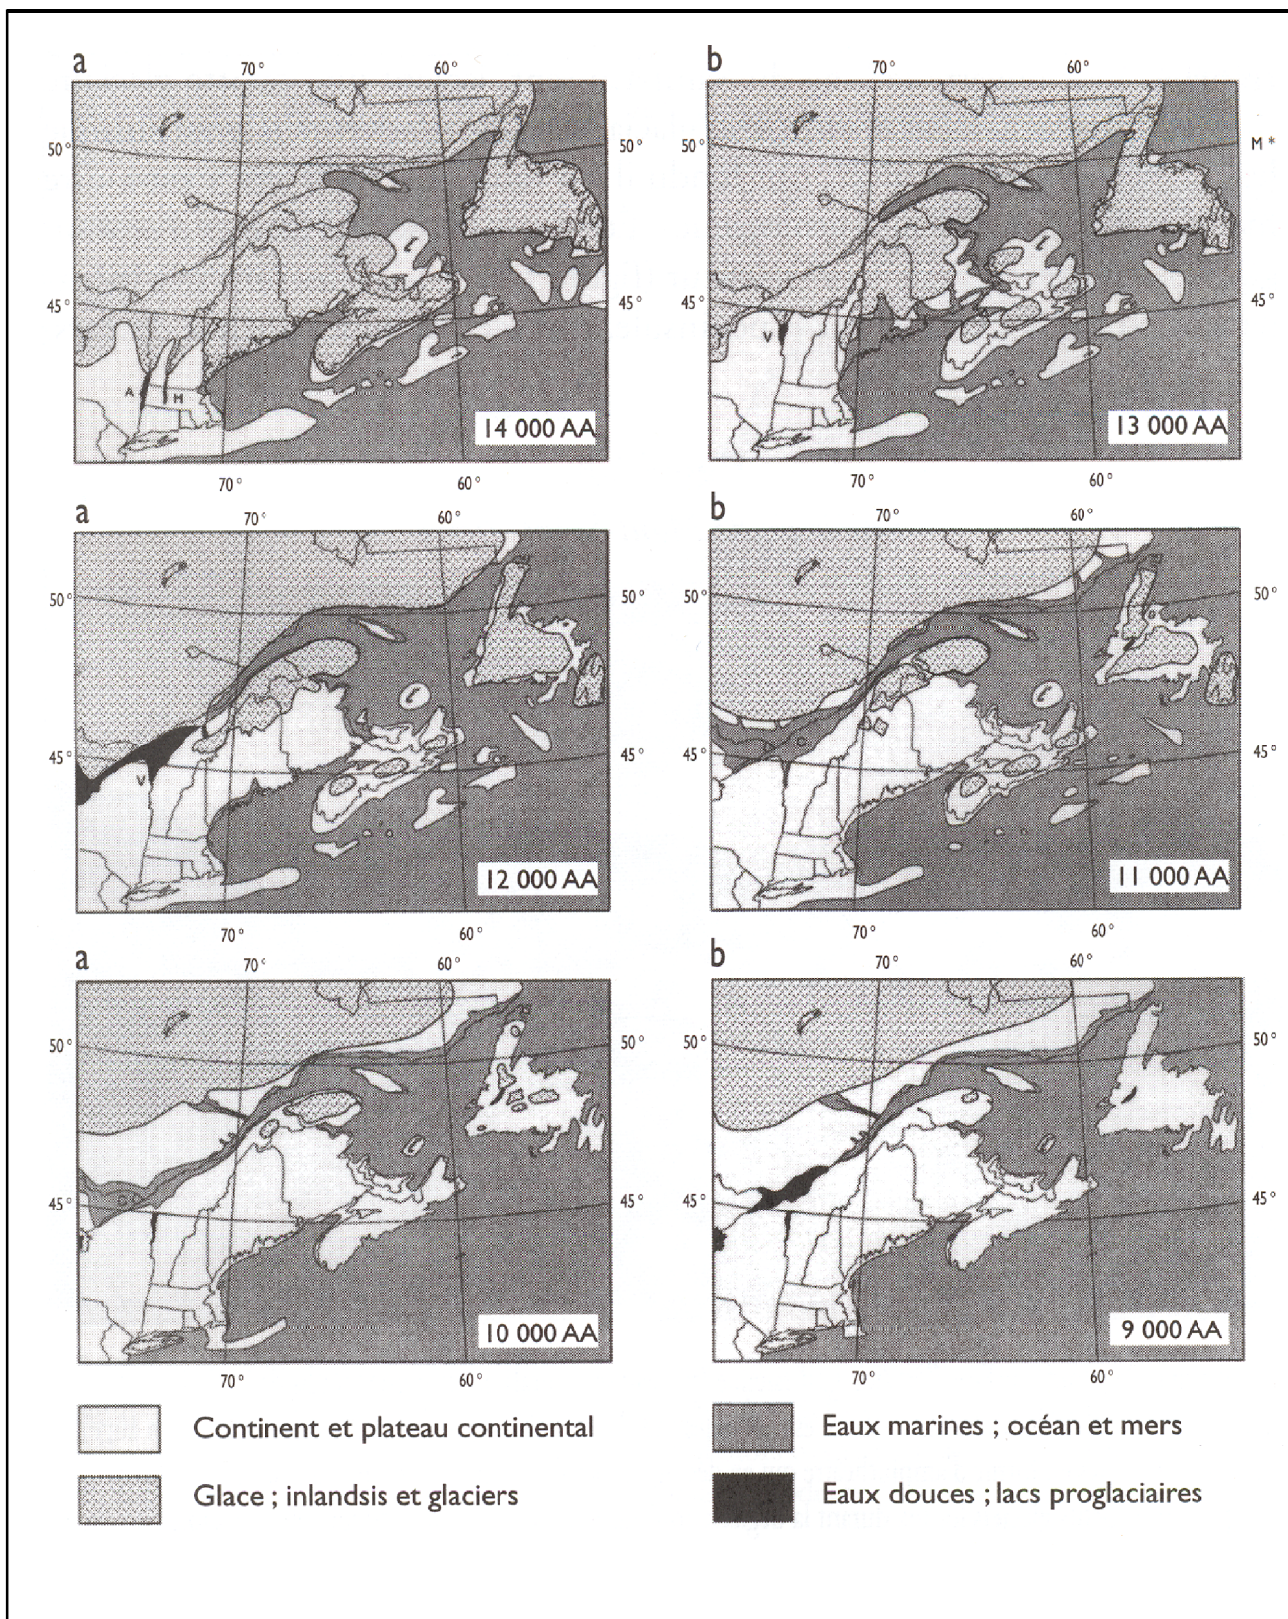 a
70°
60°
50°
50°
45°
45°
A
H
14 000 AA
70°
60°
b
70°
60°
M *
50°
45°
45°
V
13 000 AA
70°
60°
a
70°
60°
50°
50°
45°
45°
V
12 000 AA
70°
60°
b
70°
60°
50°
50°
45°
45°
C
11 000 AA
70°
60°
a
70°
60°
50°
50°
45°
45°
10 000 AA
70°
60°
b
70°
60°
50°
50°
45°
45°
9 000 AA
70°
60°
Continent et plateau continental
Eaux marines ; océan et mers
Glace ; inlandsis et glaciers
Eaux douces ; lacs proglaciaires